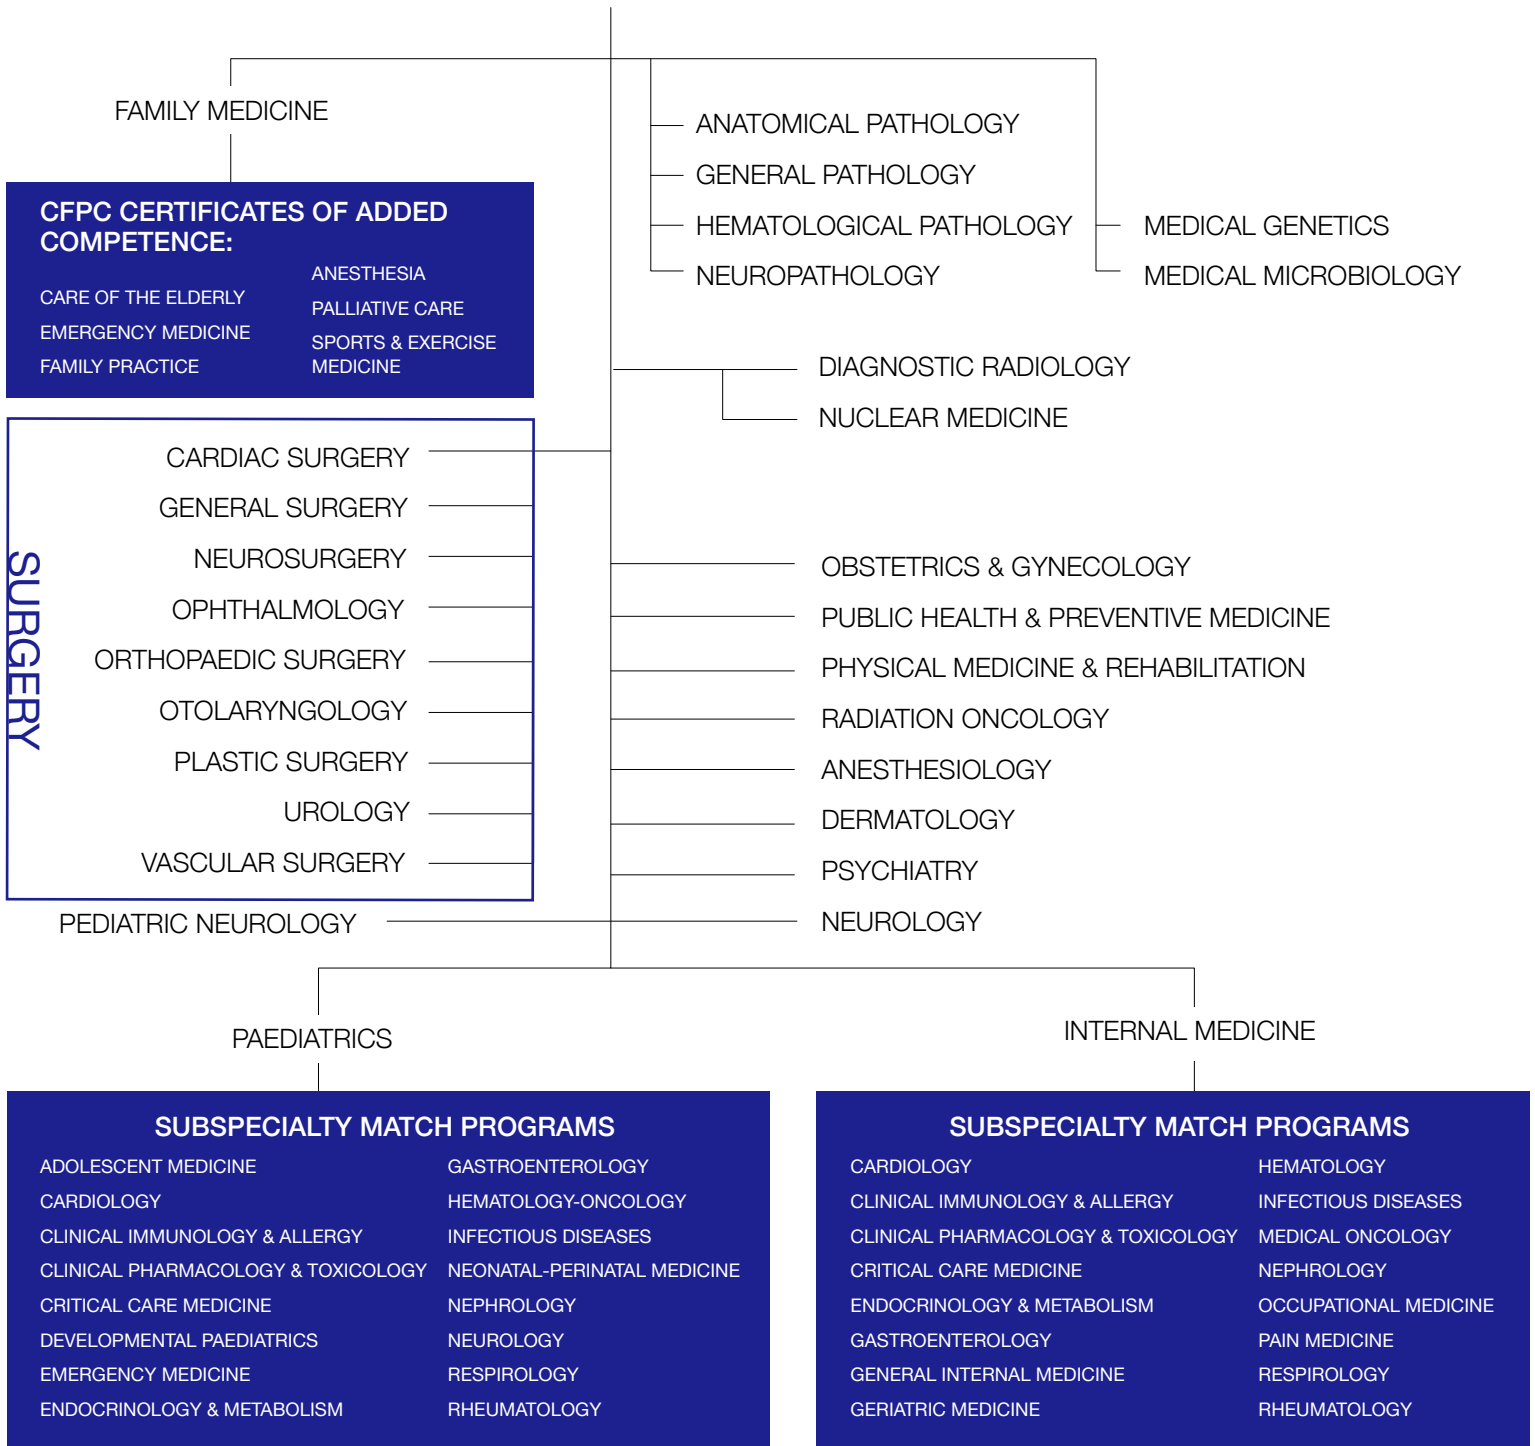 FAMILY MEDICINE
CFPC CERTIFICATES OF ADDED
COMPETENCE:
CARE OF THE ELDERLY
EMERGENCY MEDICINE
FAMILY PRACTICE
ANESTHESIA
PALLIATIVE CARE
SPORTS & EXERCISE
MEDICINE
ANATOMICAL PATHOLOGY
GENERAL PATHOLOGY
HEMATOLOGICAL PATHOLOGY
NEUROPATHOLOGY
MEDICAL GENETICS
MEDICAL MICROBIOLOGY
DIAGNOSTIC RADIOLOGY
NUCLEAR MEDICINE
SURGERY
CARDIAC SURGERY
GENERAL SURGERY
NEUROSURGERY
OPHTHALMOLOGY
ORTHOPAEDIC SURGERY
OTOLARYNGOLOGY
PLASTIC SURGERY
UROLOGY
VASCULAR SURGERY
PEDIATRIC NEUROLOGY
OBSTETRICS & GYNECOLOGY
PUBLIC HEALTH & PREVENTIVE MEDICINE
PHYSICAL MEDICINE & REHABILITATION
RADIATION ONCOLOGY
ANESTHESIOLOGY
DERMATOLOGY
PSYCHIATRY
NEUROLOGY
PAEDIATRICS
SUBSPECIALTY MATCH PROGRAMS
ADOLESCENT MEDICINE
CARDIOLOGY
CLINICAL IMMUNOLOGY & ALLERGY
CLINICAL PHARMACOLOGY & TOXICOLOGY
CRITICAL CARE MEDICINE
DEVELOPMENTAL PAEDIATRICS
EMERGENCY MEDICINE
ENDOCRINOLOGY & METABOLISM
GASTROENTEROLOGY
HEMATOLOGY-ONCOLOGY
INFECTIOUS DISEASES
NEONATAL-PERINATAL MEDICINE
NEPHROLOGY
NEUROLOGY
RESPIROLOGY
RHEUMATOLOGY
INTERNAL MEDICINE
SUBSPECIALTY MATCH PROGRAMS
CARDIOLOGY
CLINICAL IMMUNOLOGY & ALLERGY
CLINICAL PHARMACOLOGY & TOXICOLOGY
CRITICAL CARE MEDICINE
ENDOCRINOLOGY & METABOLISM
GASTROENTEROLOGY
GENERAL INTERNAL MEDICINE
GERIATRIC MEDICINE
HEMATOLOGY
INFECTIOUS DISEASES
MEDICAL ONCOLOGY
NEPHROLOGY
OCCUPATIONAL MEDICINE
PAIN MEDICINE
RESPIROLOGY
RHEUMATOLOGY